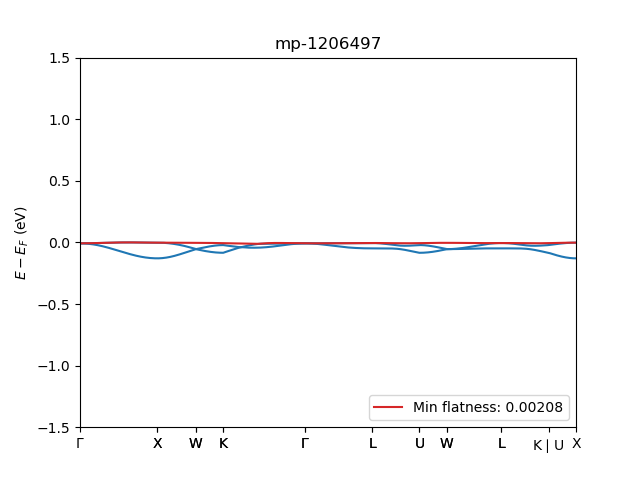 mp-1206497
1.5
1.0
0.5
0.0
−0.5
−1.0
−1.5
E − E_F (eV)
Min flatness: 0.00208
Γ X W K Γ L U W L K | U X